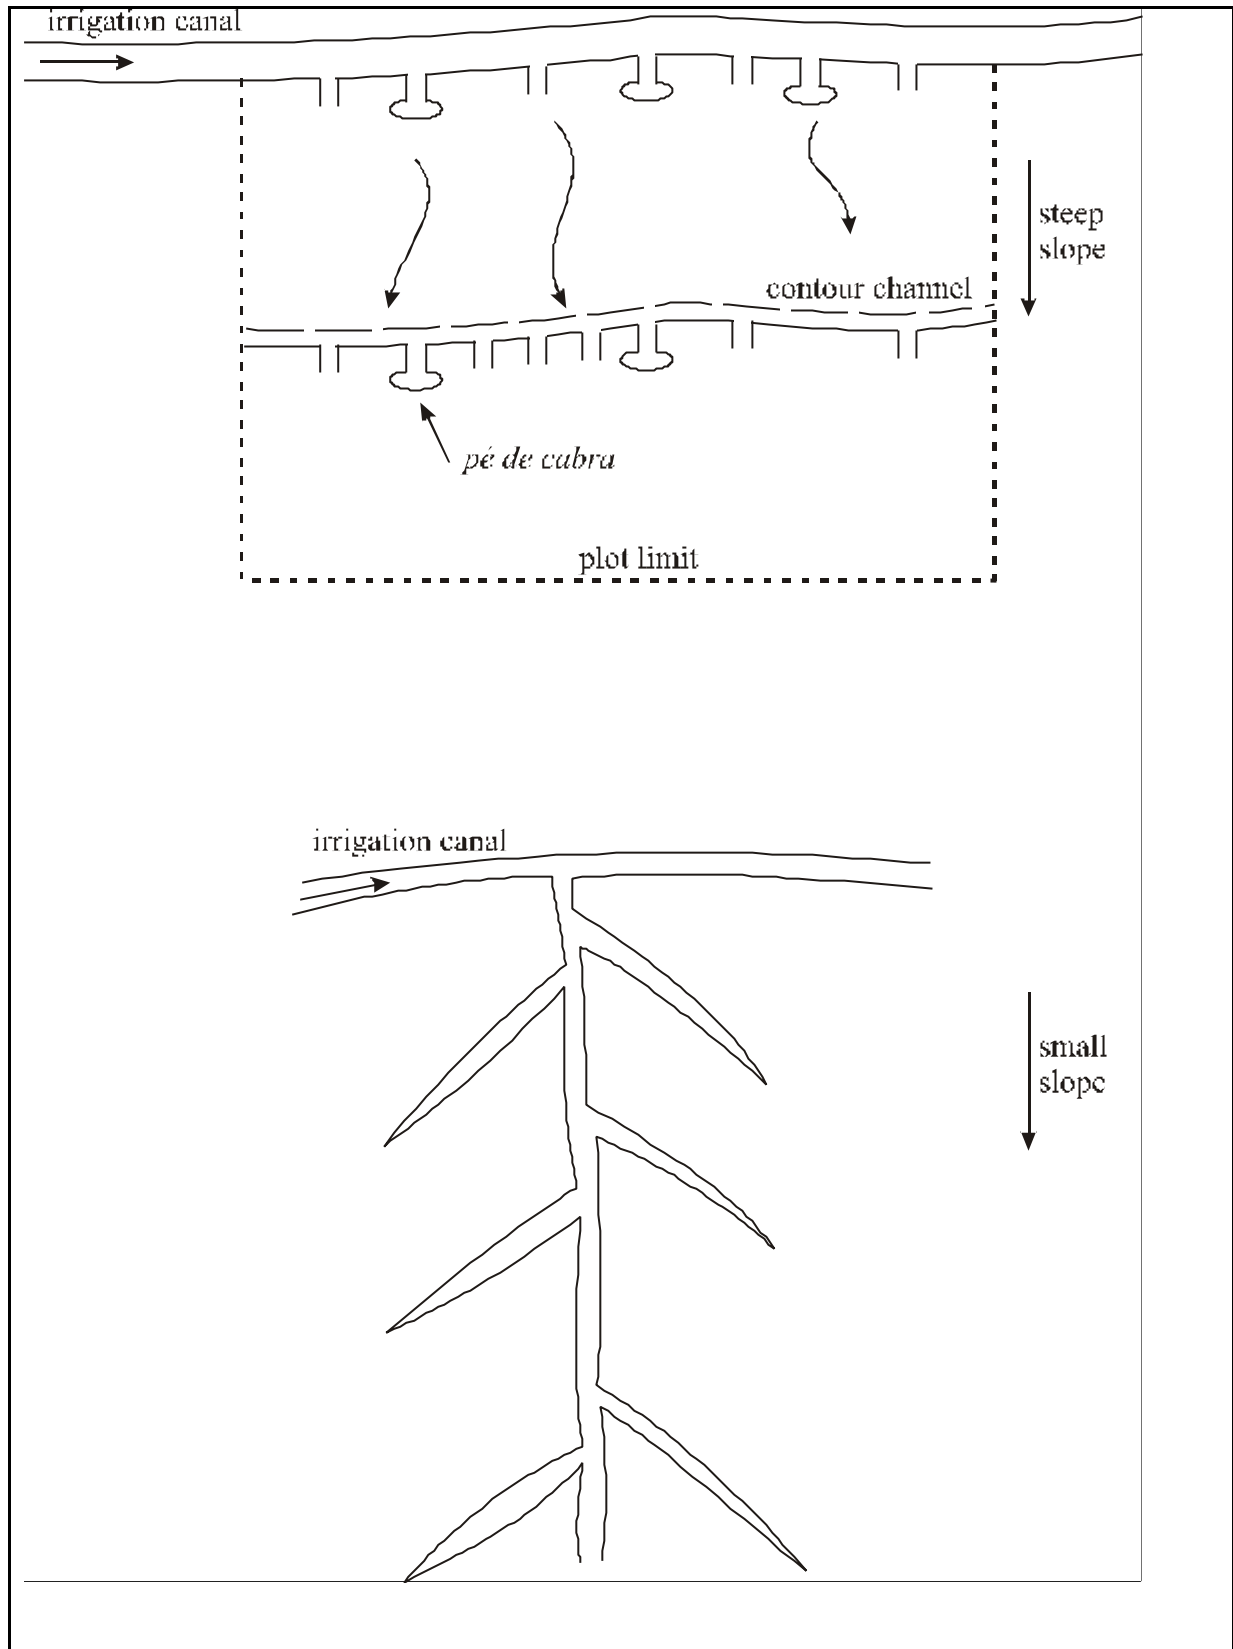 irrigation canal
steep
slope
contour channel
pé de cabra
plot limit
irrigation canal
small
slope